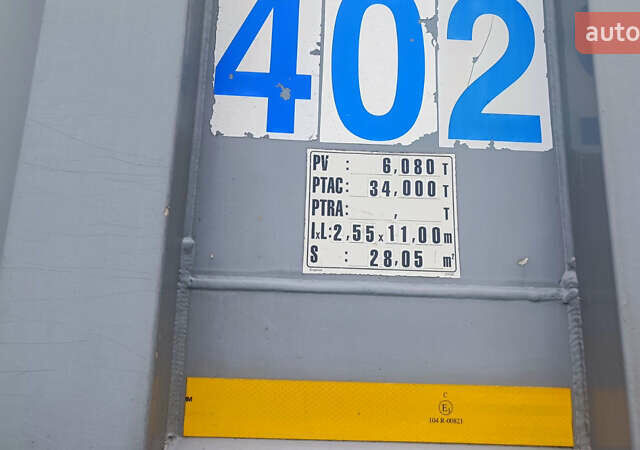 402
auto
PV : 6,080 T
PTAC: 34,000 T
PTRA: , T
lxL: 2,55 x 11,00 m
S : 28,05 m²
C
E1
104 R-00821